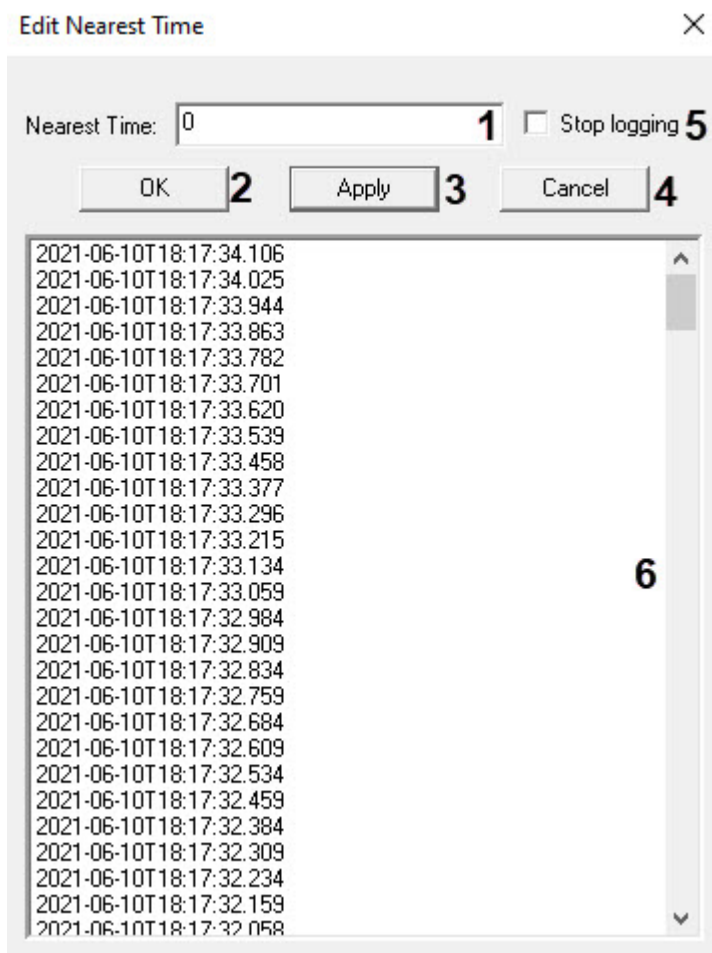 Edit Nearest Time
Nearest Time: 0 1 Stop logging 5
OK 2 Apply 3 Cancel 4
2021-06-10T18:17:34.106
2021-06-10T18:17:34.025
2021-06-10T18:17:33.944
2021-06-10T18:17:33.863
2021-06-10T18:17:33.782
2021-06-10T18:17:33.701
2021-06-10T18:17:33.620
2021-06-10T18:17:33.539
2021-06-10T18:17:33.458
2021-06-10T18:17:33.377
2021-06-10T18:17:33.296
2021-06-10T18:17:33.215
2021-06-10T18:17:33.134 6
2021-06-10T18:17:33.059
2021-06-10T18:17:32.984
2021-06-10T18:17:32.909
2021-06-10T18:17:32.834
2021-06-10T18:17:32.759
2021-06-10T18:17:32.684
2021-06-10T18:17:32.609
2021-06-10T18:17:32.534
2021-06-10T18:17:32.459
2021-06-10T18:17:32.384
2021-06-10T18:17:32.309
2021-06-10T18:17:32.234
2021-06-10T18:17:32.159
2021-06-10T18:17:32.058